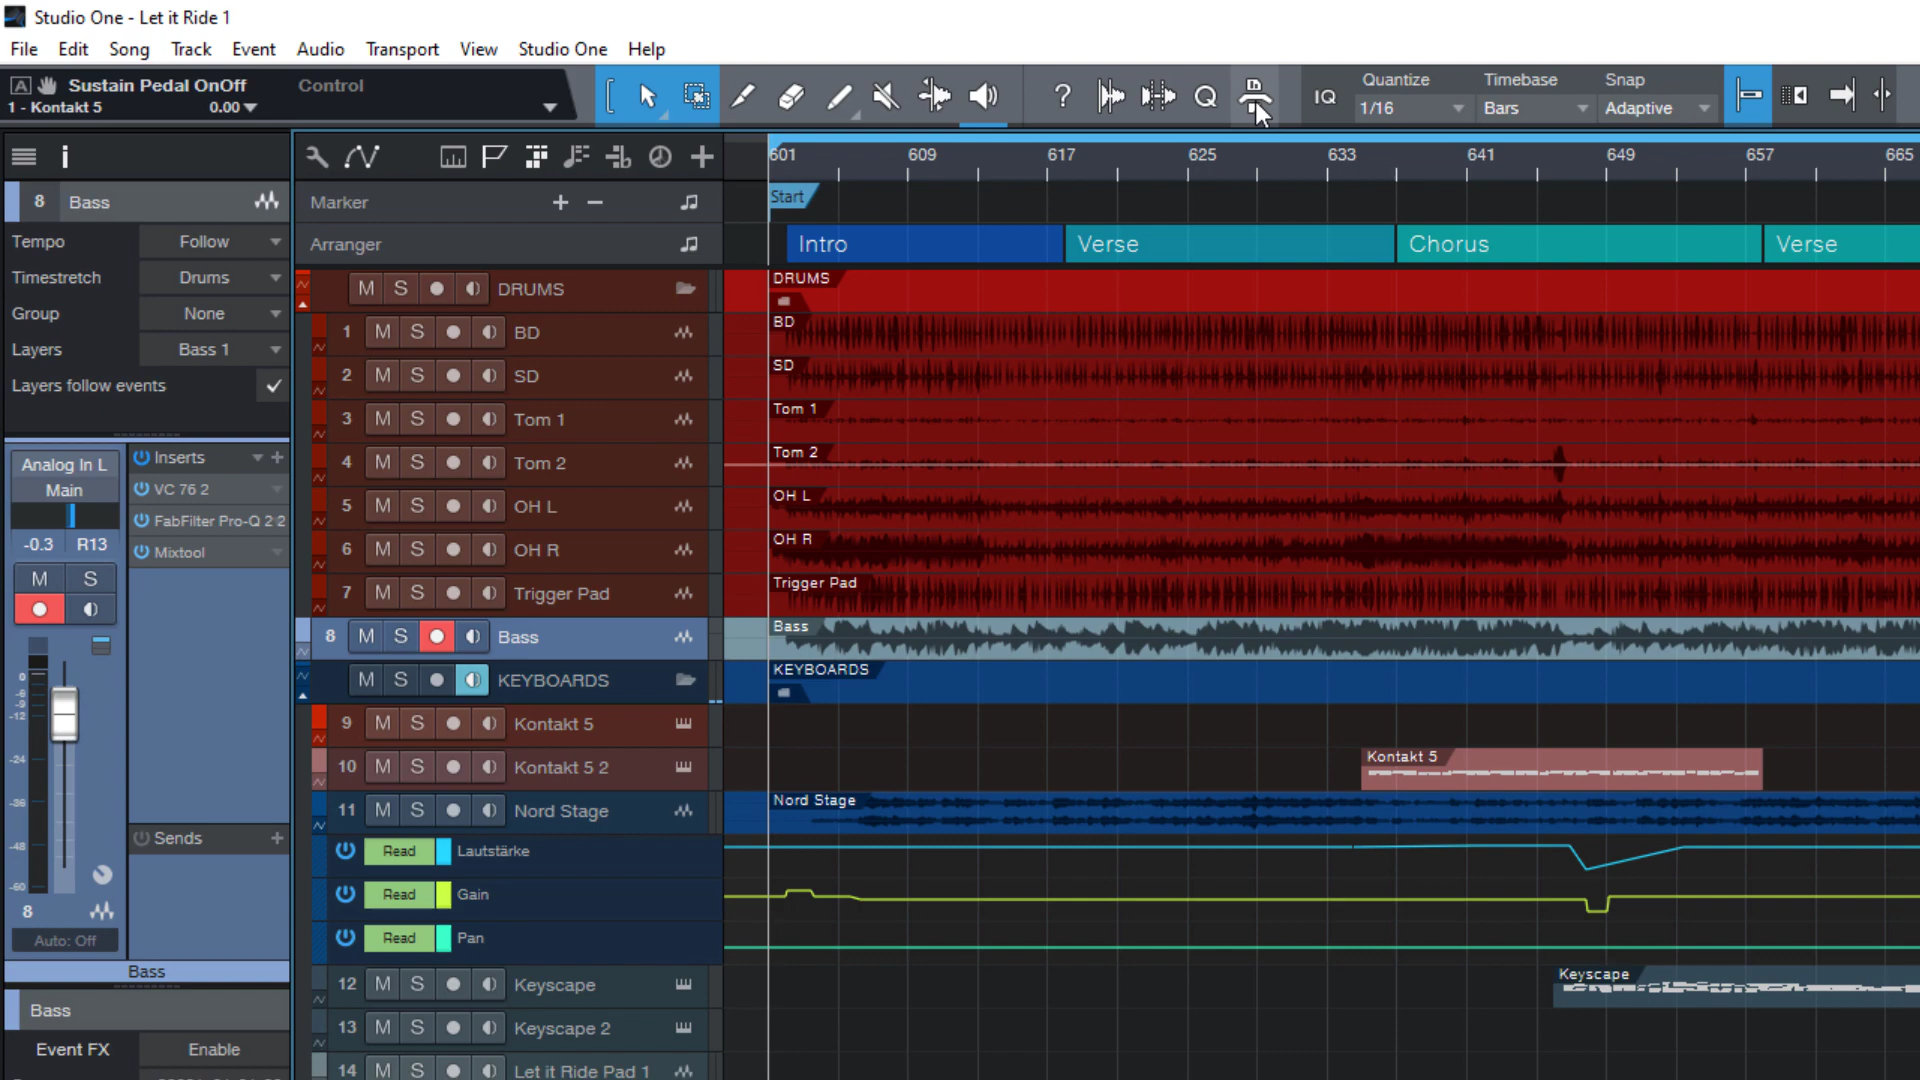 Studio One - Let it Ride 1
File Edit Song Track Event Audio Transport View Studio One Help
A Sustain Pedal OnOff Control
1 - Kontakt 5 0.00
? Q IQ
Quantize Timebase Snap
1/16 Bars Adaptive
601 609 617 625 633 641 649 657 665
8 Bass
Marker
Start
Tempo Follow
Arranger
Intro Verse Chorus Verse
Timestretch Drums
Group None
Layers Bass 1
Layers follow events
M S DRUMS
DRUMS
1 M S BD
BD
2 M S SD
SD
3 M S Tom 1
Tom 1
4 M S Tom 2
Tom 2
5 M S OH L
OH L
6 M S OH R
OH R
7 M S Trigger Pad
Trigger Pad
8 M S Bass
Bass
M S KEYBOARDS
KEYBOARDS
9 M S Kontakt 5
10 M S Kontakt 5 2
Kontakt 5
11 M S Nord Stage
Nord Stage
Read Lautstärke
Read Gain
Read Pan
12 M S Keyscape
Keyscape
13 M S Keyscape 2
14 M S Let it Ride Pad 1
Analog In L
Main
-0.3 R13
M S
0
-6
-9
-12
-24
-36
-48
-60
8
Auto: Off
Inserts
VC 76 2
FabFilter Pro-Q 2 2
Mixtool
Sends
Bass
Bass
Event FX Enable